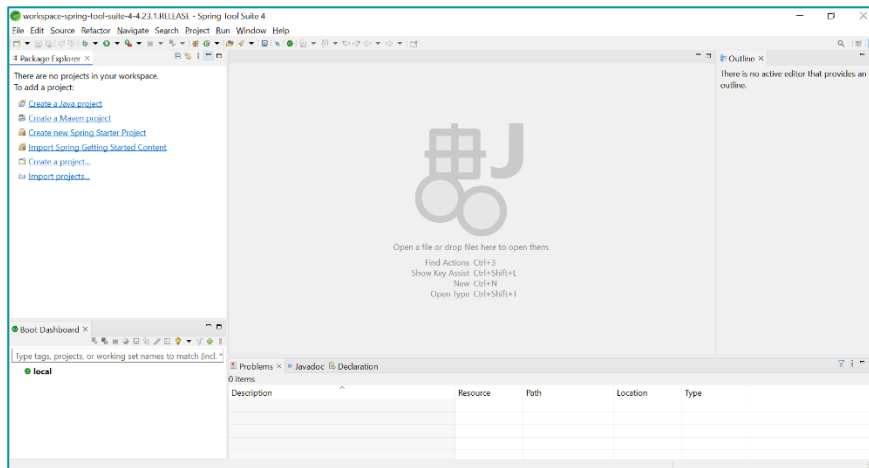 workspace-spring-tool-suite-4-4.23.1.RELEASE - Spring Tool Suite 4
File Edit Source Refactor Navigate Search Project Run Window Help
Package Explorer
There are no projects in your workspace.
To add a project:
Create a Java project
Create a Maven project
Create new Spring Starter Project
Import Spring Getting Started Content
Create a project...
Import projects...
Outline
There is no active editor that provides an
outline.
J
Open a file or drop files here to open them.
Find Actions Ctrl+3
Show Key Assist Ctrl+Shift+L
New Ctrl+N
Open Type Ctrl+Shift+T
Boot Dashboard
Type tags, projects, or working set names to match (incl. *
local
Problems Javadoc Declaration
0 items
Description Resource Path Location Type